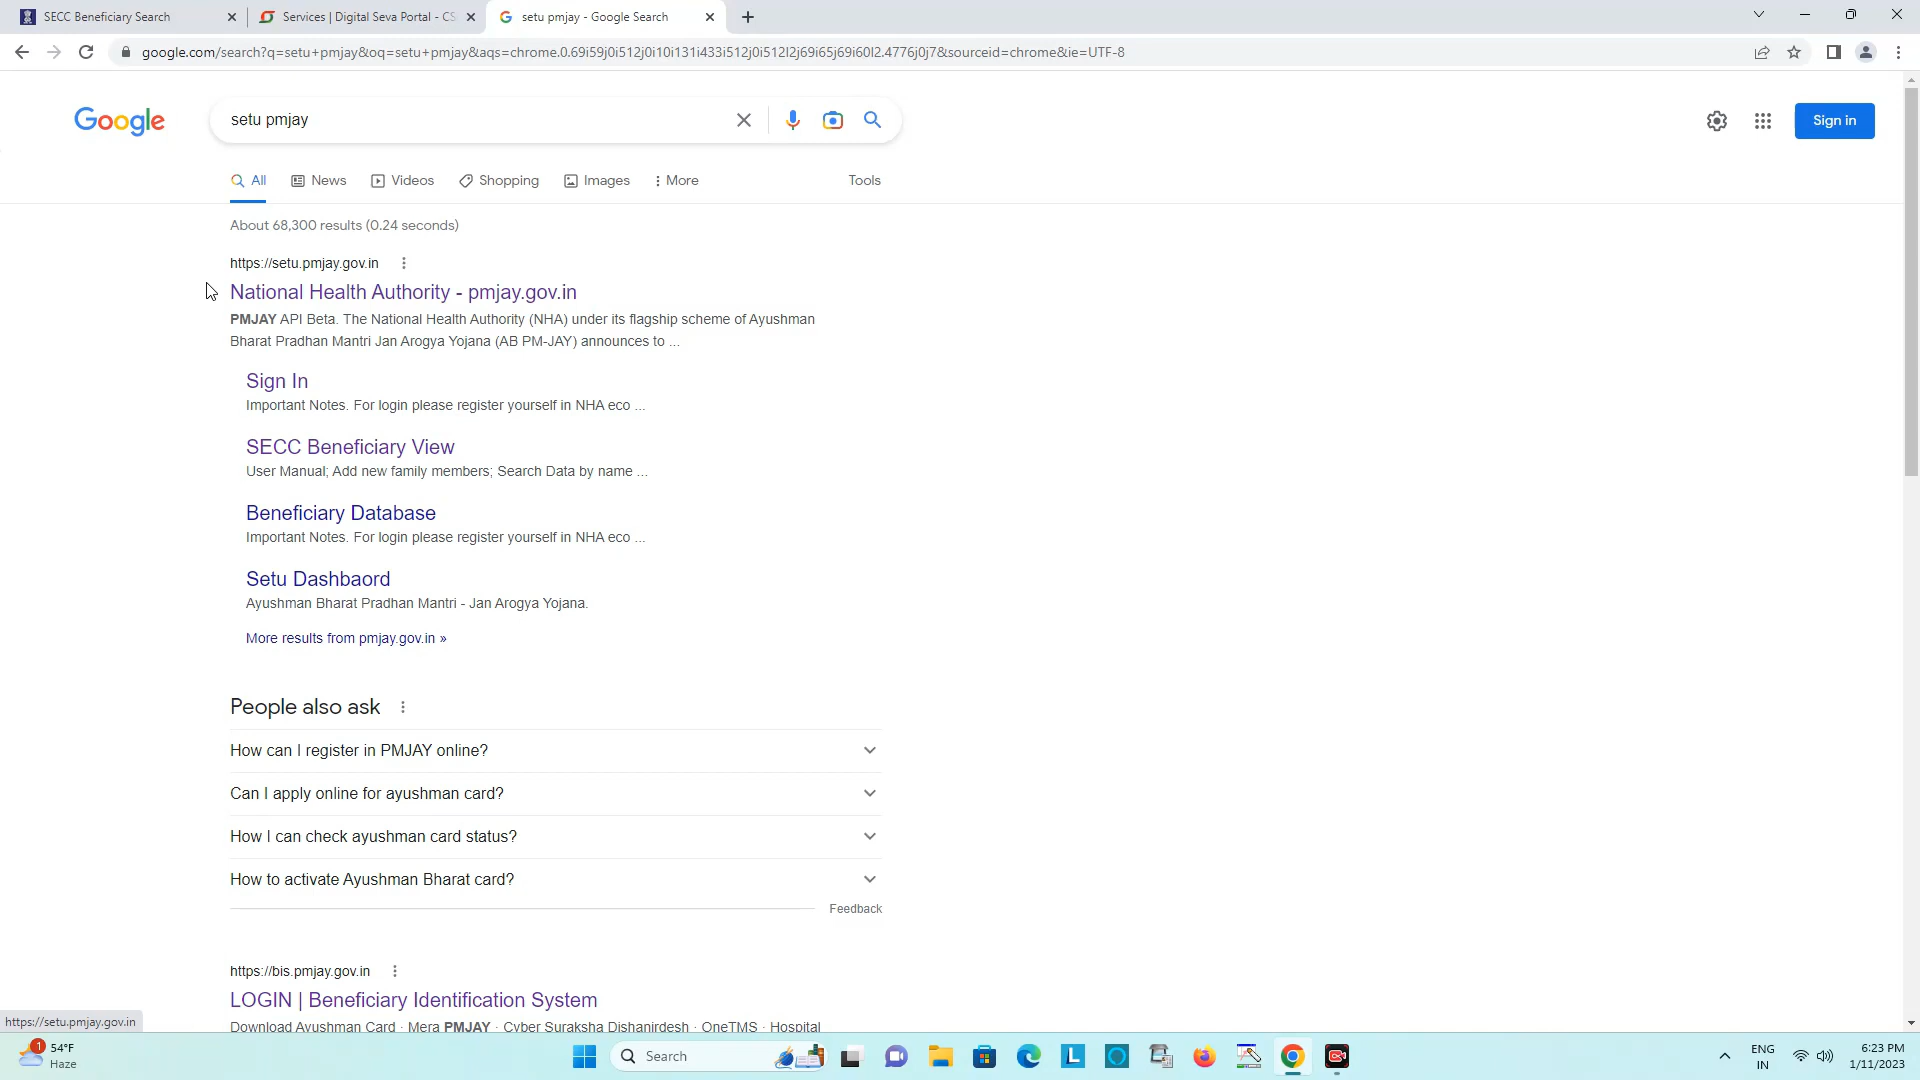 SECC Beneficiary Search
Services | Digital Seva Portal - CS
setu pmjay - Google Search
google.com/search?q=setu+pmjay&oq=setu+pmjay&aqs=chrome.0.69i59j0i512j0i10i131i433i512j0i512l2j69i65j69i60l2.4776j0j7&sourceid=chrome&ie=UTF-8
Google
setu pmjay
Sign in
All
News
Videos
Shopping
Images
More
Tools
About 68,300 results (0.24 seconds)
https://setu.pmjay.gov.in
National Health Authority - pmjay.gov.in
PMJAY API Beta. The National Health Authority (NHA) under its flagship scheme of Ayushman
Bharat Pradhan Mantri Jan Arogya Yojana (AB PM-JAY) announces to ...
Sign In
Important Notes. For login please register yourself in NHA eco ...
SECC Beneficiary View
User Manual; Add new family members; Search Data by name ...
Beneficiary Database
Important Notes. For login please register yourself in NHA eco ...
Setu Dashbaord
Ayushman Bharat Pradhan Mantri - Jan Arogya Yojana.
More results from pmjay.gov.in »
People also ask
How can I register in PMJAY online?
Can I apply online for ayushman card?
How I can check ayushman card status?
How to activate Ayushman Bharat card?
Feedback
https://bis.pmjay.gov.in
LOGIN | Beneficiary Identification System
Download Ayushman Card · Mera PMJAY · Cyber Suraksha Dishanirdesh · OneTMS · Hospital
https://setu.pmjay.gov.in
1
54°F
Haze
Search
L
ENG
IN
6:23 PM
1/11/2023